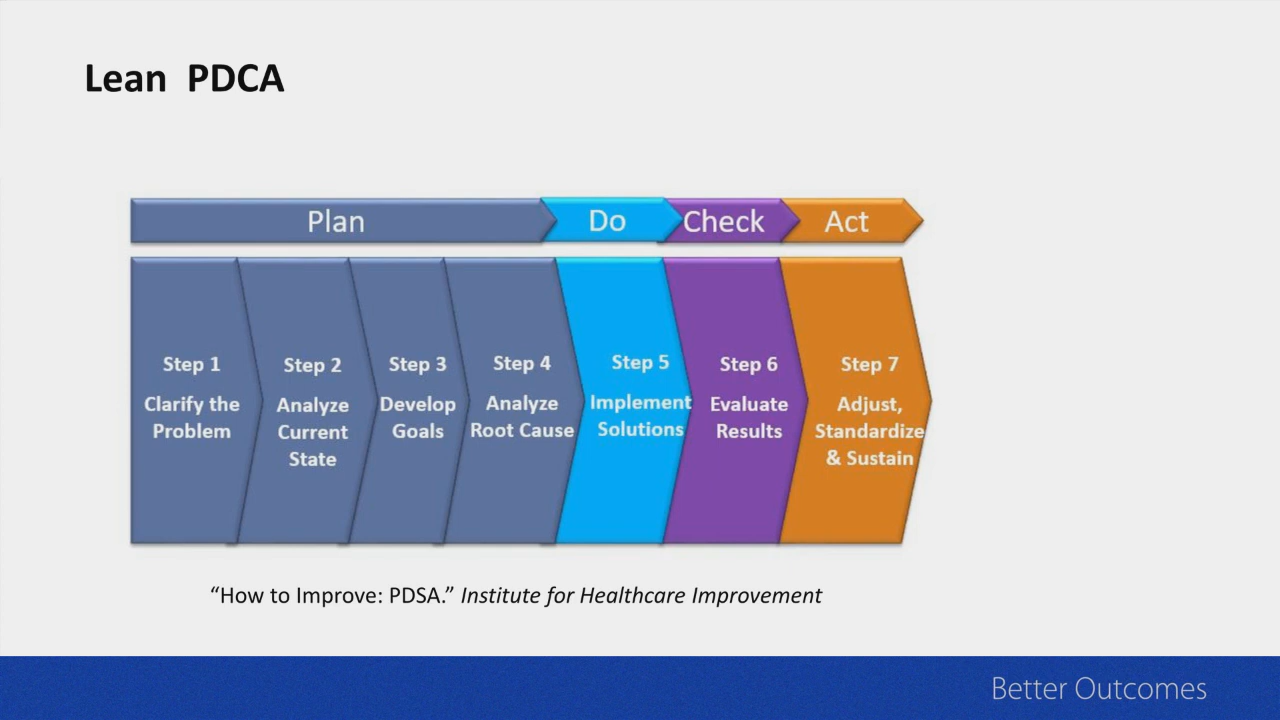 Lean PDCA
Plan
Do
Check
Act
Step 1
Clarify the
Problem
Step 2
Analyze
Current
State
Step 3
Develop
Goals
Step 4
Analyze
Root Cause
Step 5
Implement
Solutions
Step 6
Evaluate
Results
Step 7
Adjust,
Standardize
& Sustain
“How to Improve: PDSA.” Institute for Healthcare Improvement
Better Outcomes